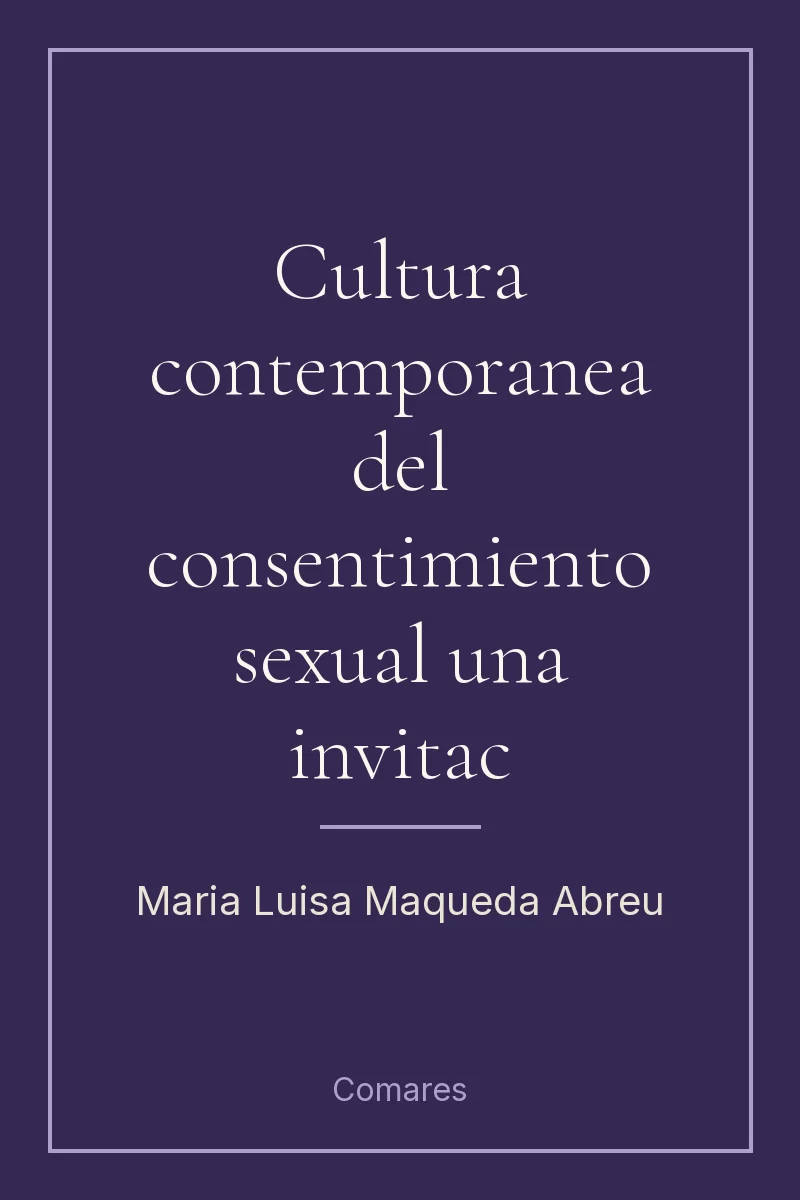 Cultura
contemporanea
del
consentimiento
sexual una
invitac
Maria Luisa Maqueda Abreu
Comares